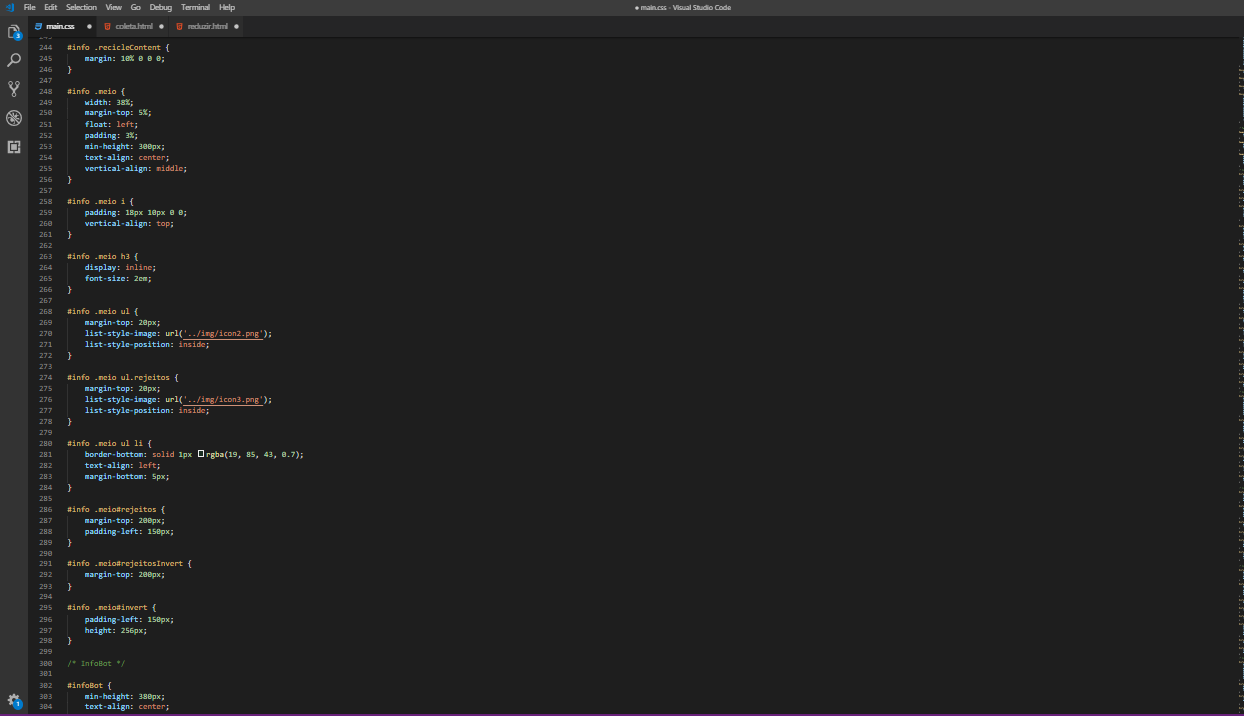 File Edit Selection View Go Debug Terminal Help
● main.css - Visual Studio Code
main.css ● coleta.html ● reduzir.html ●
3
244 #info .recicleContent {
245 margin: 10% 0 0 0;
246 }
247
248 #info .meio {
249 width: 38%;
250 margin-top: 5%;
251 float: left;
252 padding: 3%;
253 min-height: 300px;
254 text-align: center;
255 vertical-align: middle;
256 }
257
258 #info .meio i {
259 padding: 18px 10px 0 0;
260 vertical-align: top;
261 }
262
263 #info .meio h3 {
264 display: inline;
265 font-size: 2em;
266 }
267
268 #info .meio ul {
269 margin-top: 20px;
270 list-style-image: url('../img/icon2.png');
271 list-style-position: inside;
272 }
273
274 #info .meio ul.rejeitos {
275 margin-top: 20px;
276 list-style-image: url('../img/icon3.png');
277 list-style-position: inside;
278 }
279
280 #info .meio ul li {
281 border-bottom: solid 1px rgba(19, 85, 43, 0.7);
282 text-align: left;
283 margin-bottom: 5px;
284 }
285
286 #info .meio#rejeitos {
287 margin-top: 200px;
288 padding-left: 150px;
289 }
290
291 #info .meio#rejeitosInvert {
292 margin-top: 200px;
293 }
294
295 #info .meio#invert {
296 padding-left: 150px;
297 height: 256px;
298 }
299
300 /* InfoBot */
301
302 #infoBot {
303 min-height: 380px;
304 text-align: center;
1